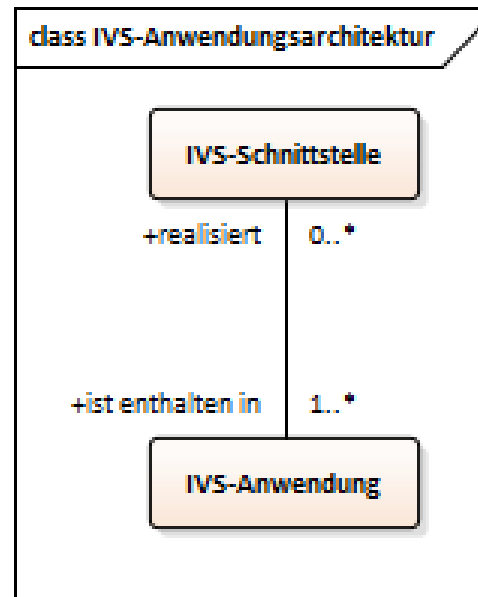 class IVS-Anwendungsarchitektur
IVS-Schnittstelle
+realisiert 0..*
+ist enthalten in 1..*
IVS-Anwendung